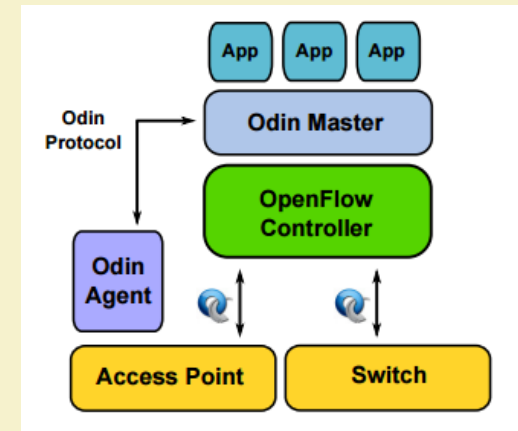 App App App
Odin
Protocol
Odin Master
OpenFlow
Controller
Odin
Agent
Access Point
Switch